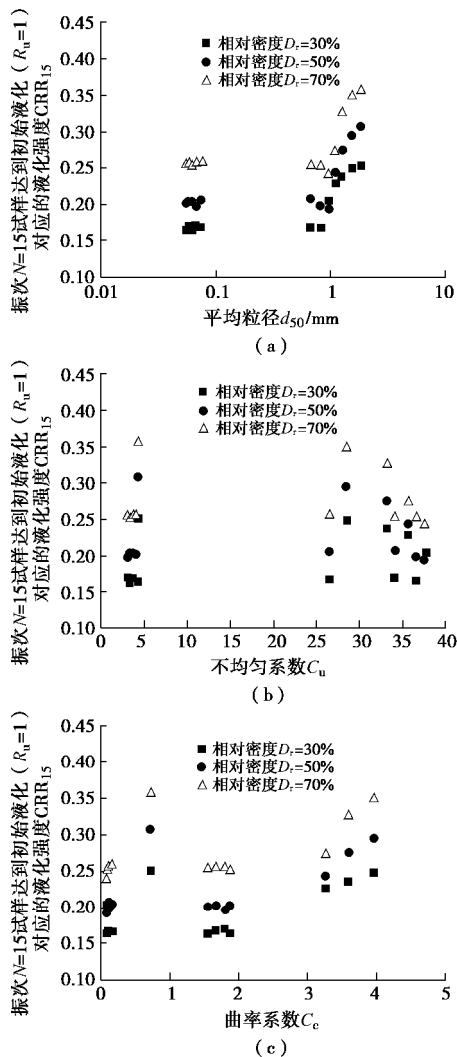 振次N=15试样达到初始液化（Ru=1）
对应的液化强度CRR15
0.45
0.40
0.35
0.30
0.25
0.20
0.15
0.10
相对密度Dr=30%
相对密度Dr=50%
相对密度Dr=70%
0.01
0.1
1
10
平均粒径d50/mm
（a）
振次N=15试样达到初始液化（Ru=1）
对应的液化强度CRR15
0.45
0.40
0.35
0.30
0.25
0.20
0.15
0.10
相对密度Dr=30%
相对密度Dr=50%
相对密度Dr=70%
0
5
10
15
20
25
30
35
40
不均匀系数Cu
（b）
振次N=15试样达到初始液化（Ru=1）
对应的液化强度CRR15
0.45
0.40
0.35
0.30
0.25
0.20
0.15
0.10
相对密度Dr=30%
相对密度Dr=50%
相对密度Dr=70%
0
1
2
3
4
5
曲率系数Cc
（c）